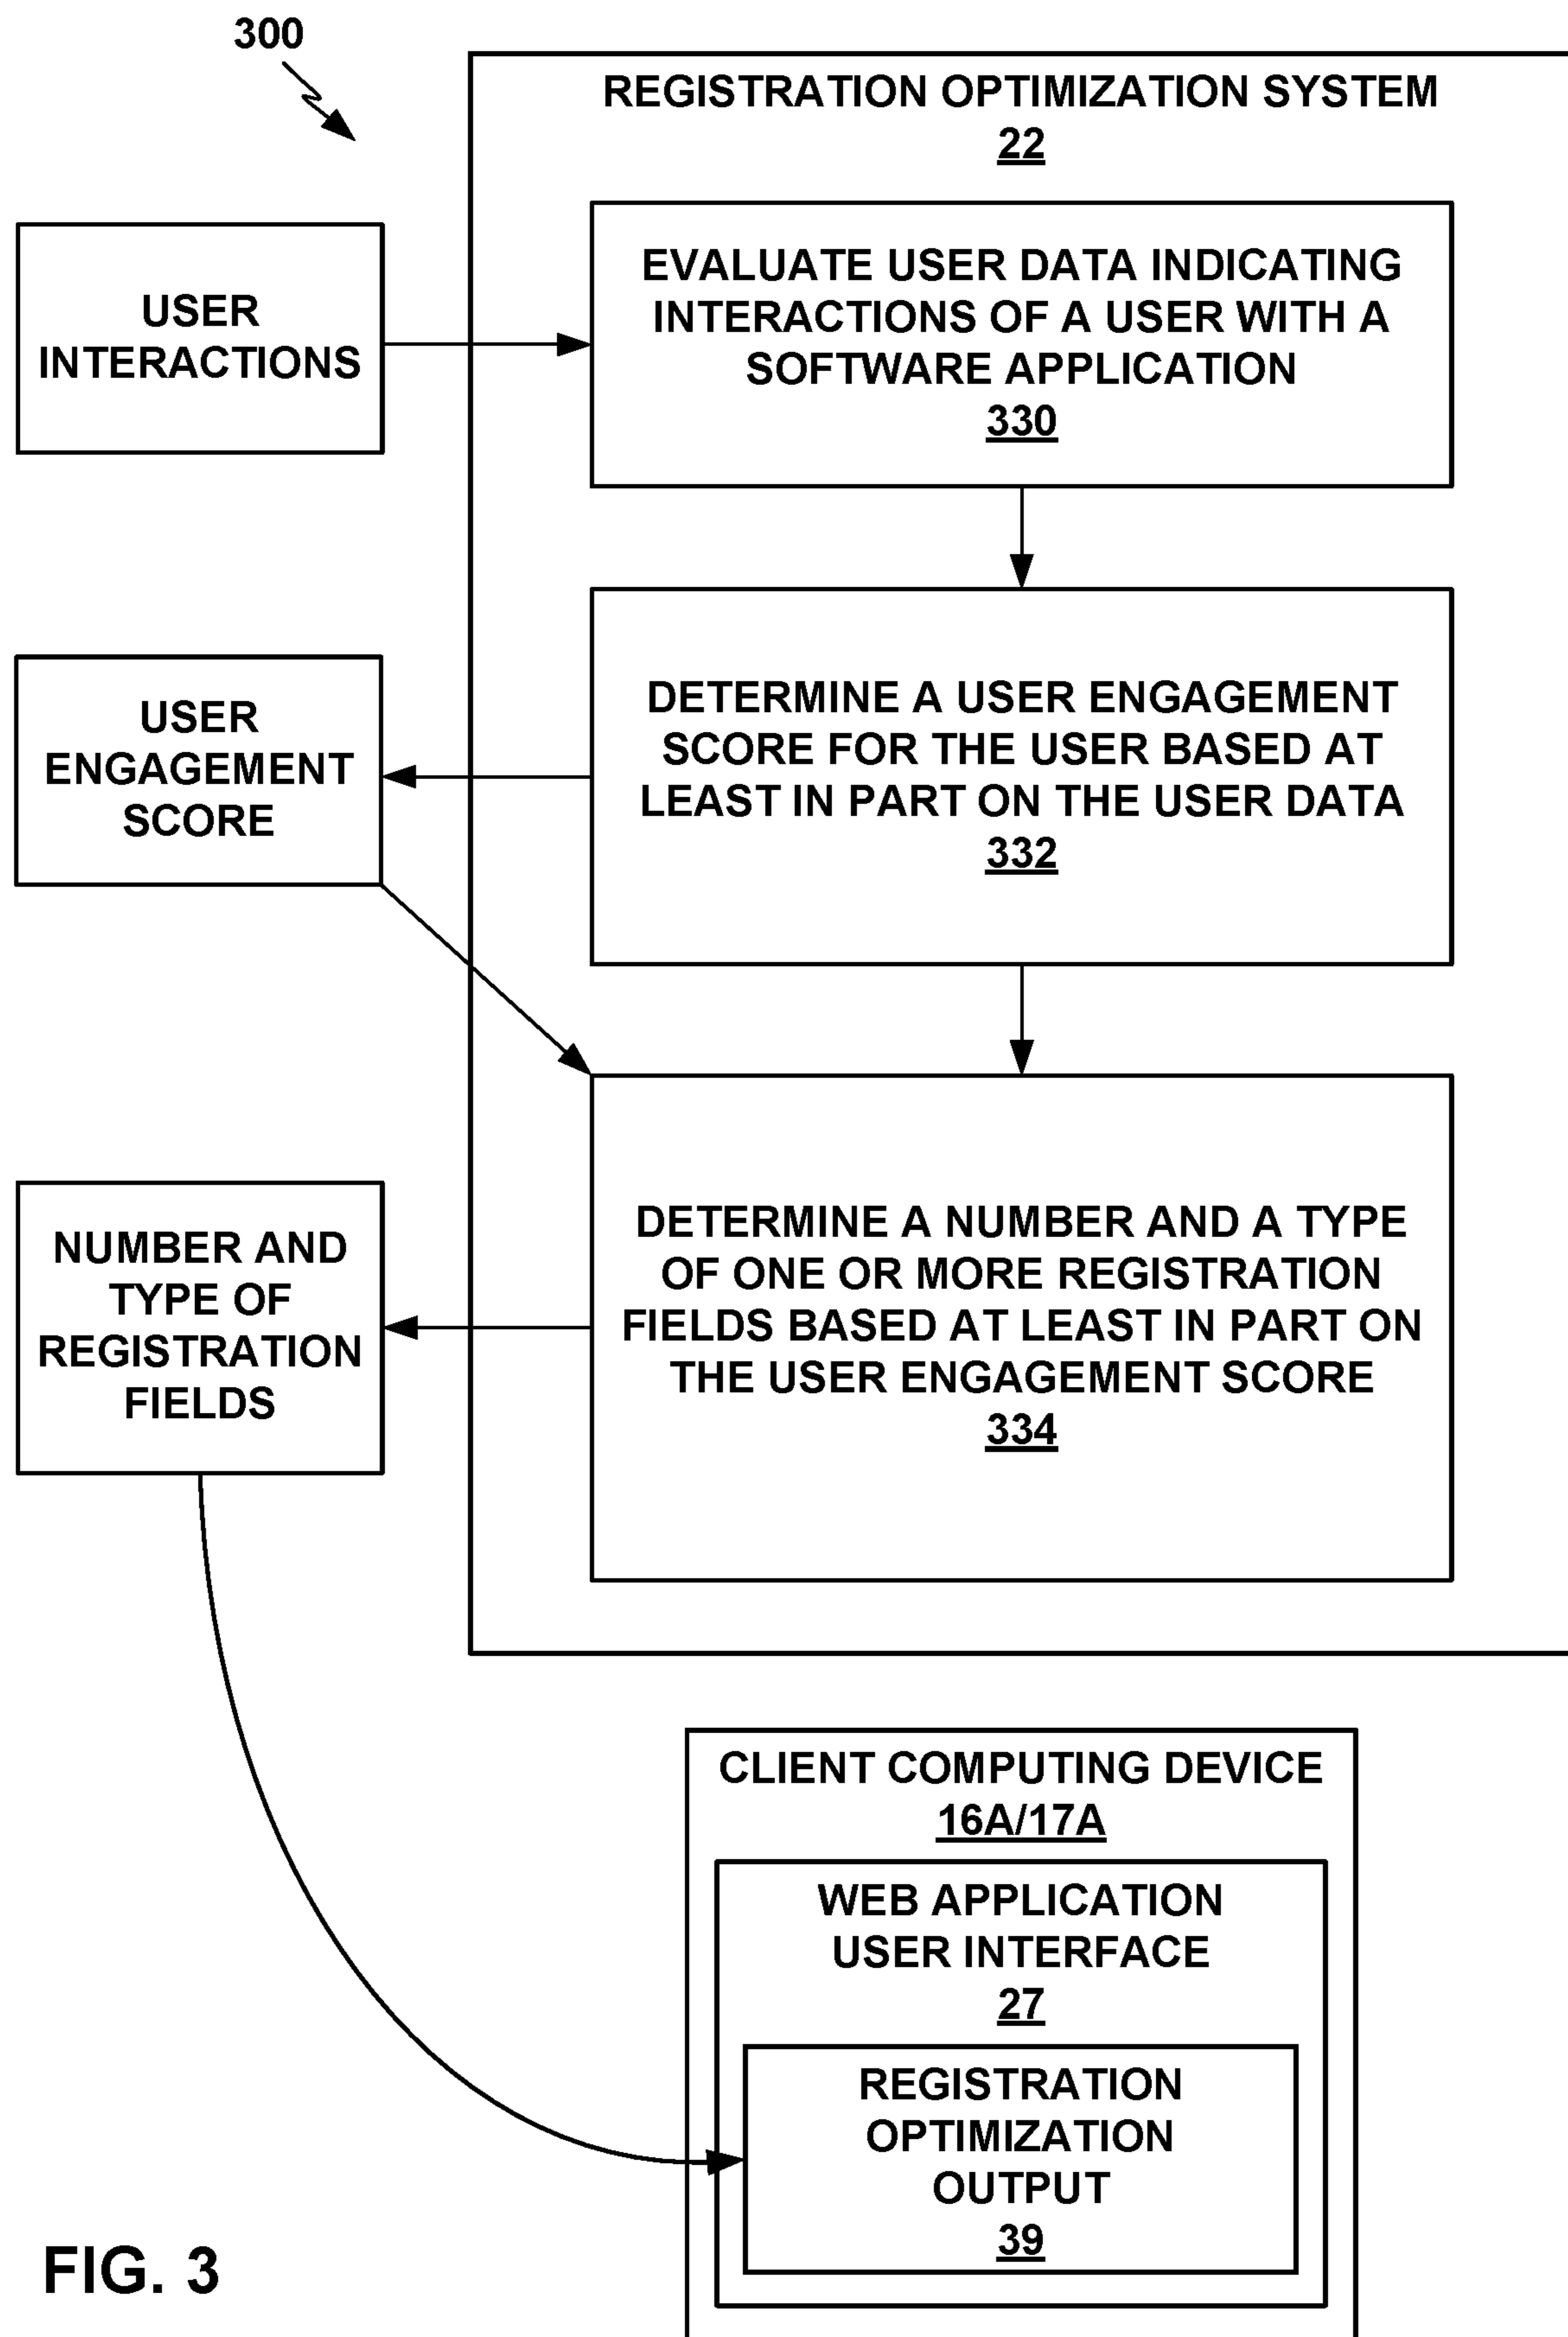 300
REGISTRATION OPTIMIZATION SYSTEM
22
USER
INTERACTIONS
EVALUATE USER DATA INDICATING
INTERACTIONS OF A USER WITH A
SOFTWARE APPLICATION
330
USER
ENGAGEMENT
SCORE
DETERMINE A USER ENGAGEMENT
SCORE FOR THE USER BASED AT
LEAST IN PART ON THE USER DATA
332
NUMBER AND
TYPE OF
REGISTRATION
FIELDS
DETERMINE A NUMBER AND A TYPE
OF ONE OR MORE REGISTRATION
FIELDS BASED AT LEAST IN PART ON
THE USER ENGAGEMENT SCORE
334
CLIENT COMPUTING DEVICE
16A/17A
WEB APPLICATION
USER INTERFACE
27
REGISTRATION
OPTIMIZATION
OUTPUT
39
FIG. 3